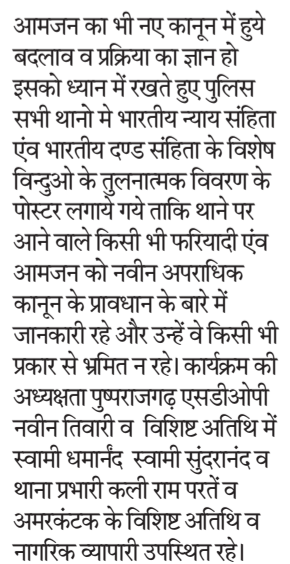 आमजन का भी नए कानून में हुये
बदलाव व प्रक्रिया का ज्ञान हो
इसको ध्यान में रखते हुए पुलिस
सभी थानो मे भारतीय न्याय संहिता
एंव भारतीय दण्ड संहिता के विशेष
विन्दुओ के तुलनात्मक विवरण के
पोस्टर लगाये गये ताकि थाने पर
आने वाले किसी भी फरियादी एंव
आमजन को नवीन अपराधिक
कानून के प्रावधान के बारे में
जानकारी रहे और उन्हें वे किसी भी
प्रकार से भ्रमित न रहे। कार्यक्रम की
अध्यक्षता पुष्पराजगढ़ एसडीओपी
नवीन तिवारी व विशिष्ट अतिथि में
स्वामी धमार्नंद स्वामी सुंदरानंद व
थाना प्रभारी कली राम परतें व
अमरकंटक के विशिष्ट अतिथि व
नागरिक व्यापारी उपस्थित रहे।